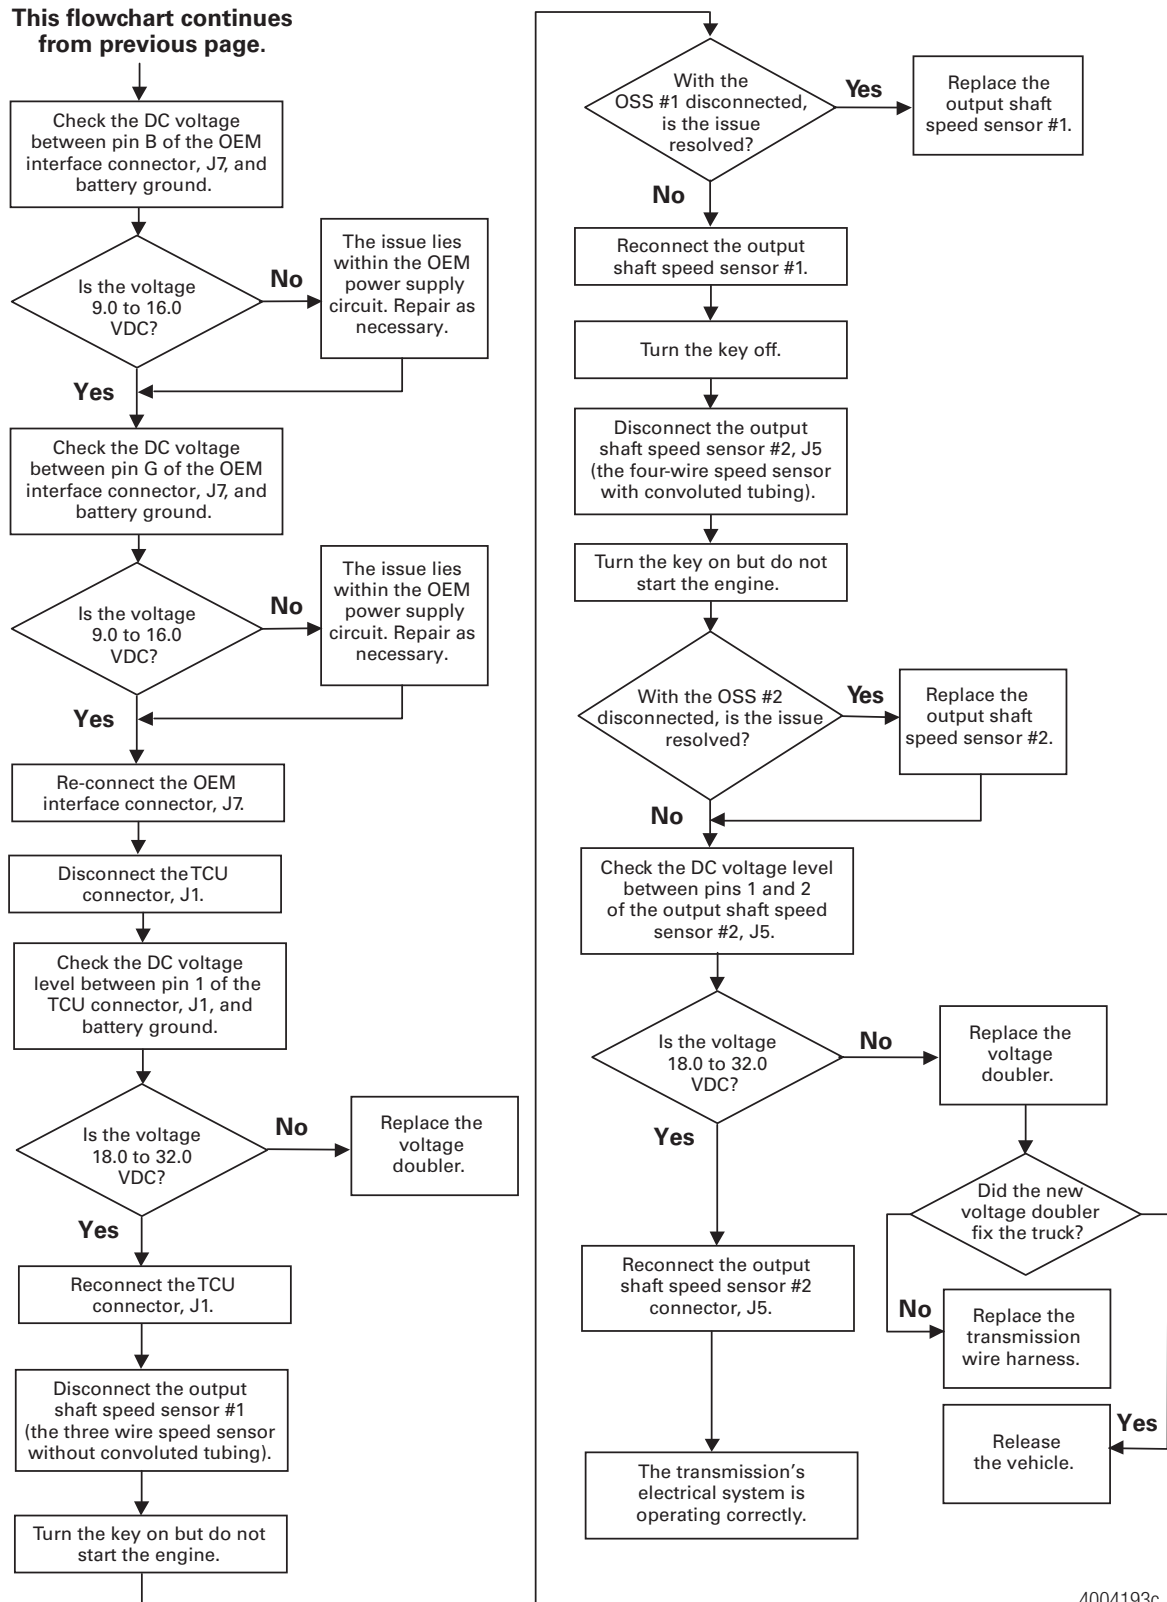 This flowchart continues
from previous page.
Check the DC voltage
between pin B of the OEM
interface connector, J7, and
battery ground.
Is the voltage
9.0 to 16.0
VDC?
No
The issue lies
within the OEM
power supply
circuit. Repair as
necessary.
Yes
Check the DC voltage
between pin G of the OEM
interface connector, J7, and
battery ground.
Is the voltage
9.0 to 16.0
VDC?
No
The issue lies
within the OEM
power supply
circuit. Repair as
necessary.
Yes
Re-connect the OEM
interface connector, J7.
Disconnect the TCU
connector, J1.
Check the DC voltage
level between pin 1 of the
TCU connector, J1, and
battery ground.
Is the voltage
18.0 to 32.0
VDC?
No
Replace the
voltage
doubler.
Yes
Reconnect the TCU
connector, J1.
Disconnect the output
shaft speed sensor #1
(the three wire speed sensor
without convoluted tubing).
Turn the key on but do not
start the engine.
With the
OSS #1 disconnected,
is the issue
resolved?
Yes
Replace the
output shaft
speed sensor #1.
No
Reconnect the output
shaft speed sensor #1.
Turn the key off.
Disconnect the output
shaft speed sensor #2, J5
(the four-wire speed sensor
with convoluted tubing).
Turn the key on but do not
start the engine.
With the OSS #2
disconnected, is the issue
resolved?
Yes
Replace the
output shaft
speed sensor #2.
No
Check the DC voltage level
between pins 1 and 2
of the output shaft speed
sensor #2, J5.
Is the voltage
18.0 to 32.0
VDC?
No
Replace the
voltage
doubler.
Yes
Did the new
voltage doubler
fix the truck?
Reconnect the output
shaft speed sensor #2
connector, J5.
No
Replace the
transmission
wire harness.
Yes
Release
the vehicle.
The transmission's
electrical system is
operating correctly.
4004193c